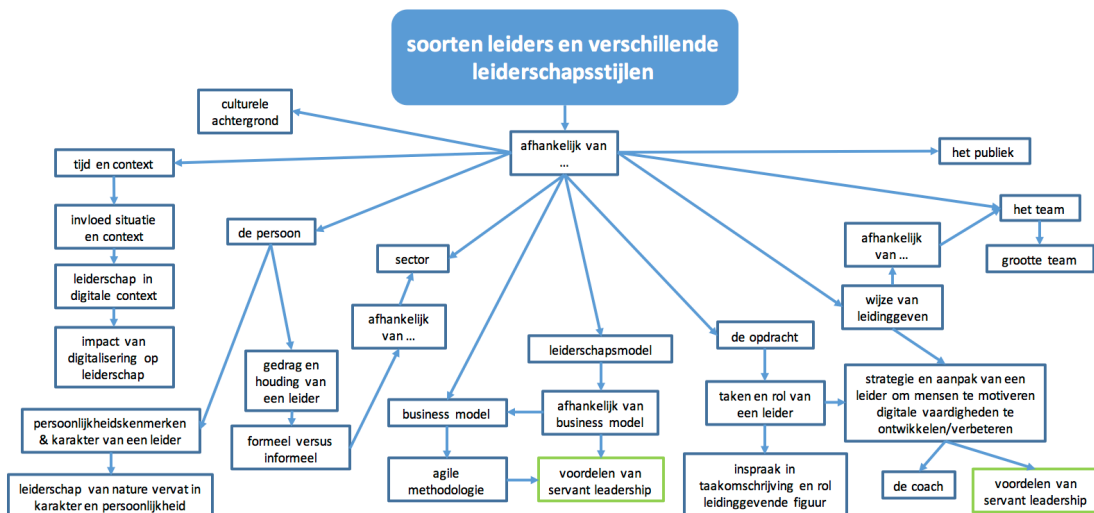 soorten leiders en verschillende
leiderschapsstijlen
culturele
achtergrond
afhankelijk van
...
tijd en context
het publiek
invloed situatie
en context
de persoon
het team
afhankelijk
van ...
sector
grootte team
leiderschap in
digitale context
wijze van
leidinggeven
afhankelijk
van ...
impact van
digitalisering op
leiderschap
de opdracht
leiderschapsmodel
gedrag en
houding van
een leider
strategie en aanpak van een
leider om mensen te motiveren
digitale vaardigheden te
ontwikkelen/verbeteren
taken en rol van
een leider
persoonlijkheidskenmerken
& karakter van een leider
business model
afhankelijk van
business model
formeel versus
informeel
agile
methodologie
voordelen van
servant leadership
inspraak in
taakomschrijving en rol
leidinggevende figuur
de coach
voordelen van
servant leadership
leiderschap van nature vervat in
karakter en persoonlijkheid